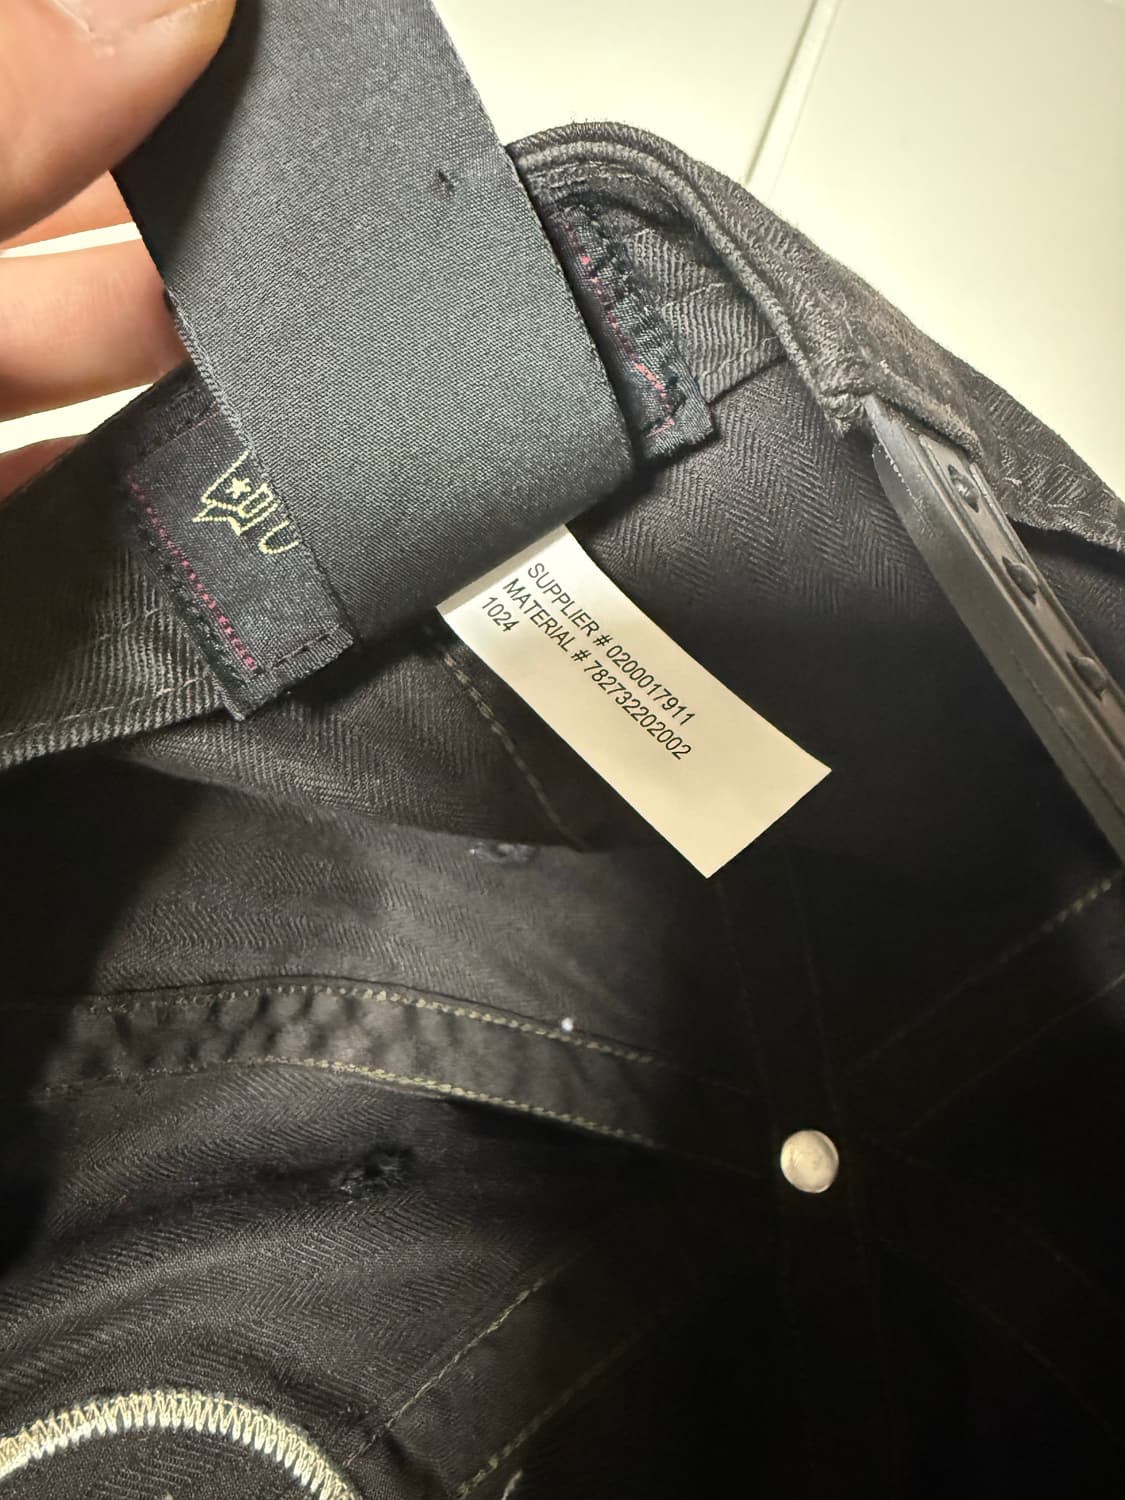 SUPPLIER # 0200017911
MATERIAL # 782732202002
1024